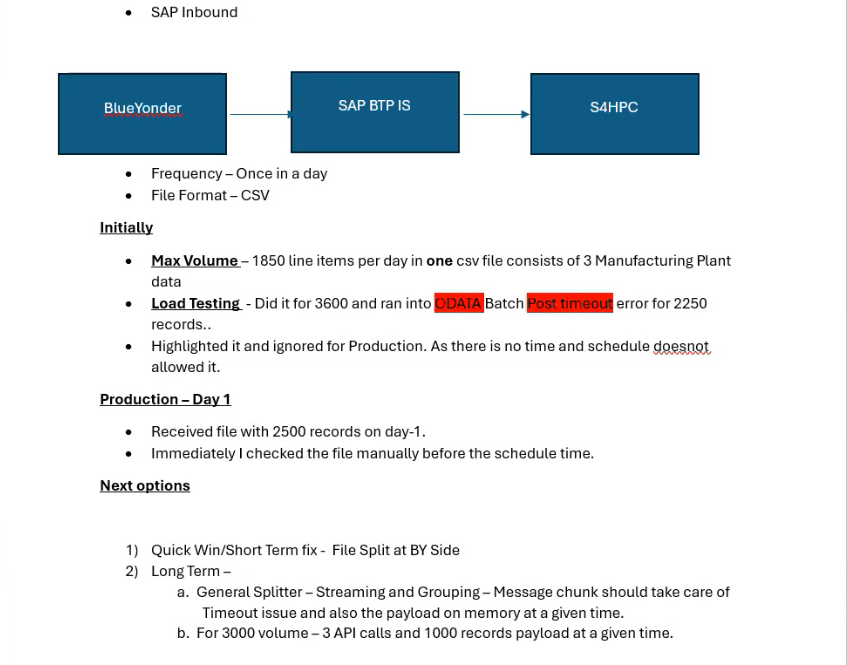 • SAP Inbound
BlueYonder
SAP BTP IS
S4HPC
• Frequency – Once in a day
• File Format – CSV
Initially
• Max Volume – 1850 line items per day in one csv file consists of 3 Manufacturing Plant
data
• Load Testing - Did it for 3600 and ran into ODATA Batch Post timeout error for 2250
records..
• Highlighted it and ignored for Production. As there is no time and schedule doesnot
allowed it.
Production – Day 1
• Received file with 2500 records on day-1.
• Immediately I checked the file manually before the schedule time.
Next options
1) Quick Win/Short Term fix - File Split at BY Side
2) Long Term –
a. General Splitter – Streaming and Grouping – Message chunk should take care of
Timeout issue and also the payload on memory at a given time.
b. For 3000 volume – 3 API calls and 1000 records payload at a given time.